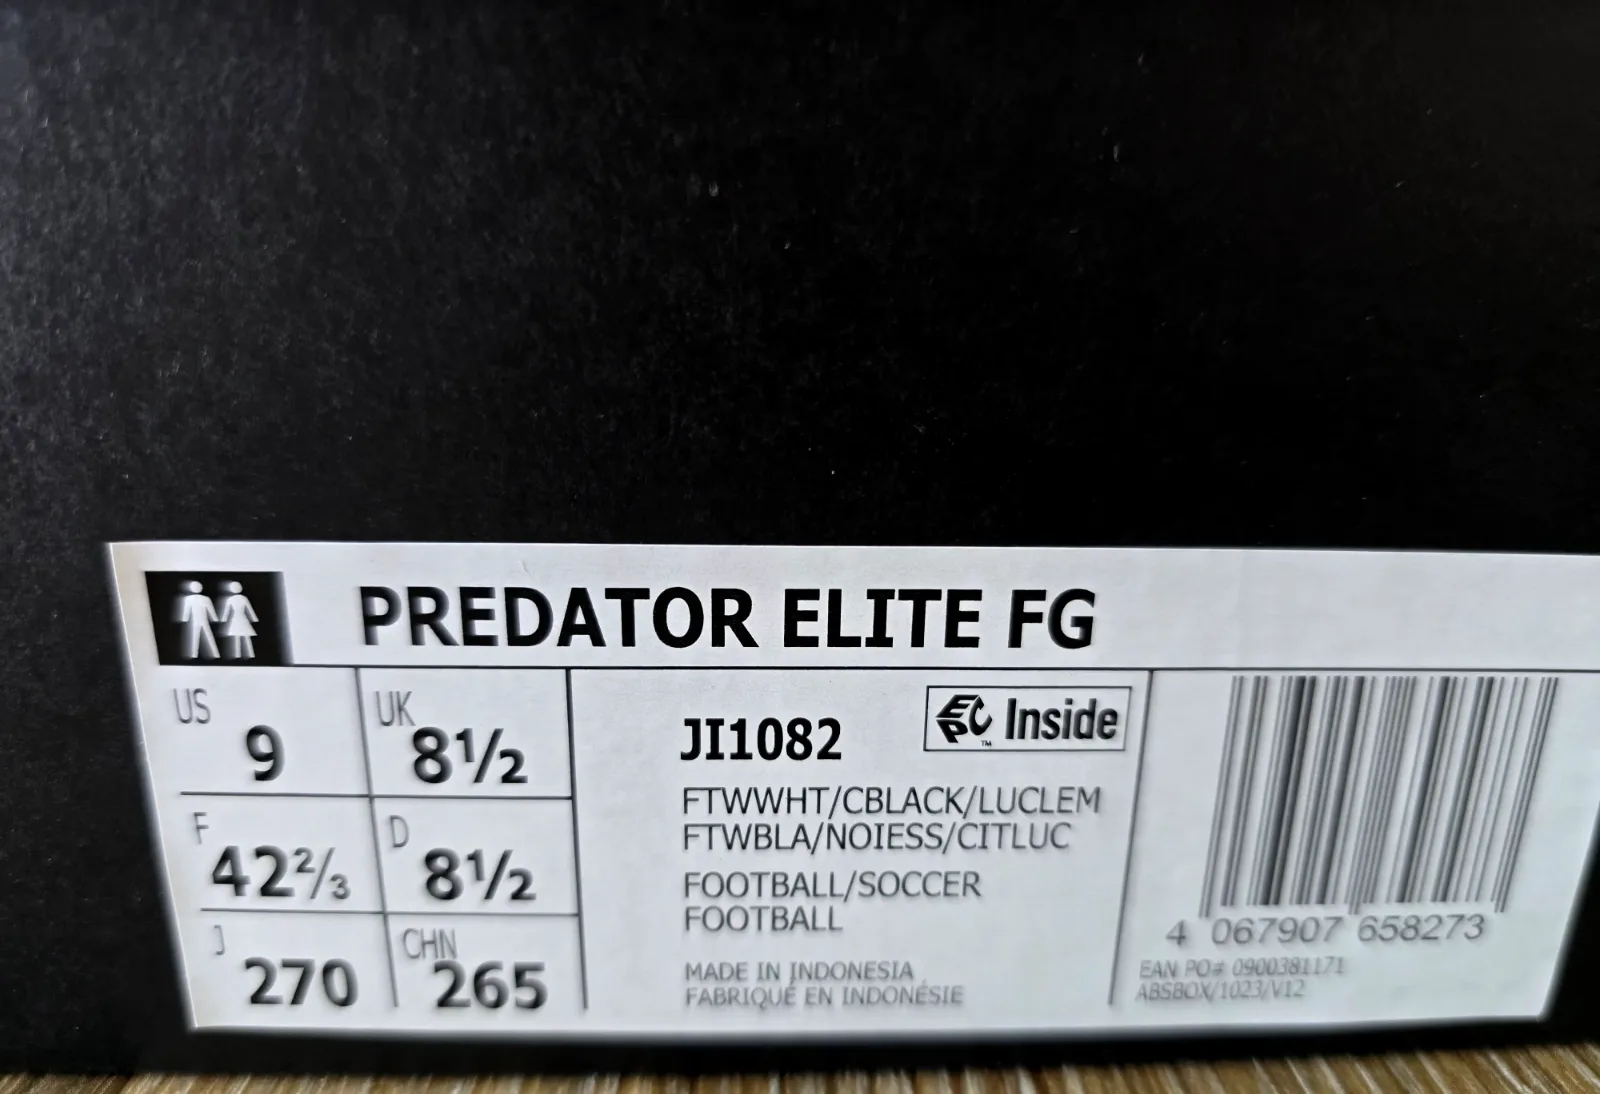 PREDATOR ELITE FG
US 9
UK 8½
F 42⅔
D 8½
J 270
CHN 265
JI1082
EPC Inside
™
FTWWHT/CBLACK/LUCLEM
FTWBLA/NOIESS/CITLUC
FOOTBALL/SOCCER
FOOTBALL
MADE IN INDONESIA
FABRIQUÉ EN INDONÉSIE
4 067907 658273
EAN PO# 0900381171
ABSBOX/1023/V12